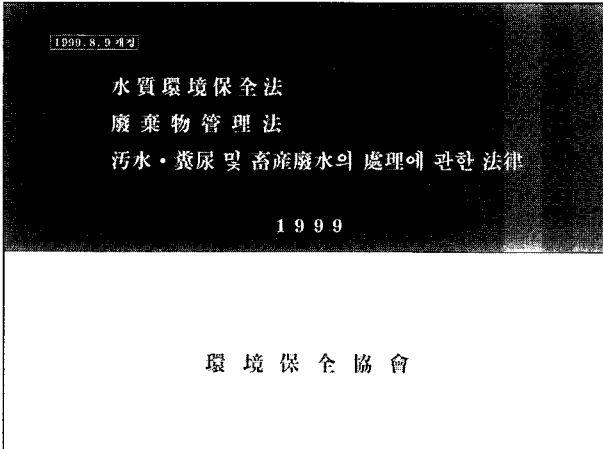 1999.8.9 개정
水質環境保全法
廢棄物管理法
汚水・糞尿 및 畜産廢水의 處理에 관한 法律
1999
環境保全協會